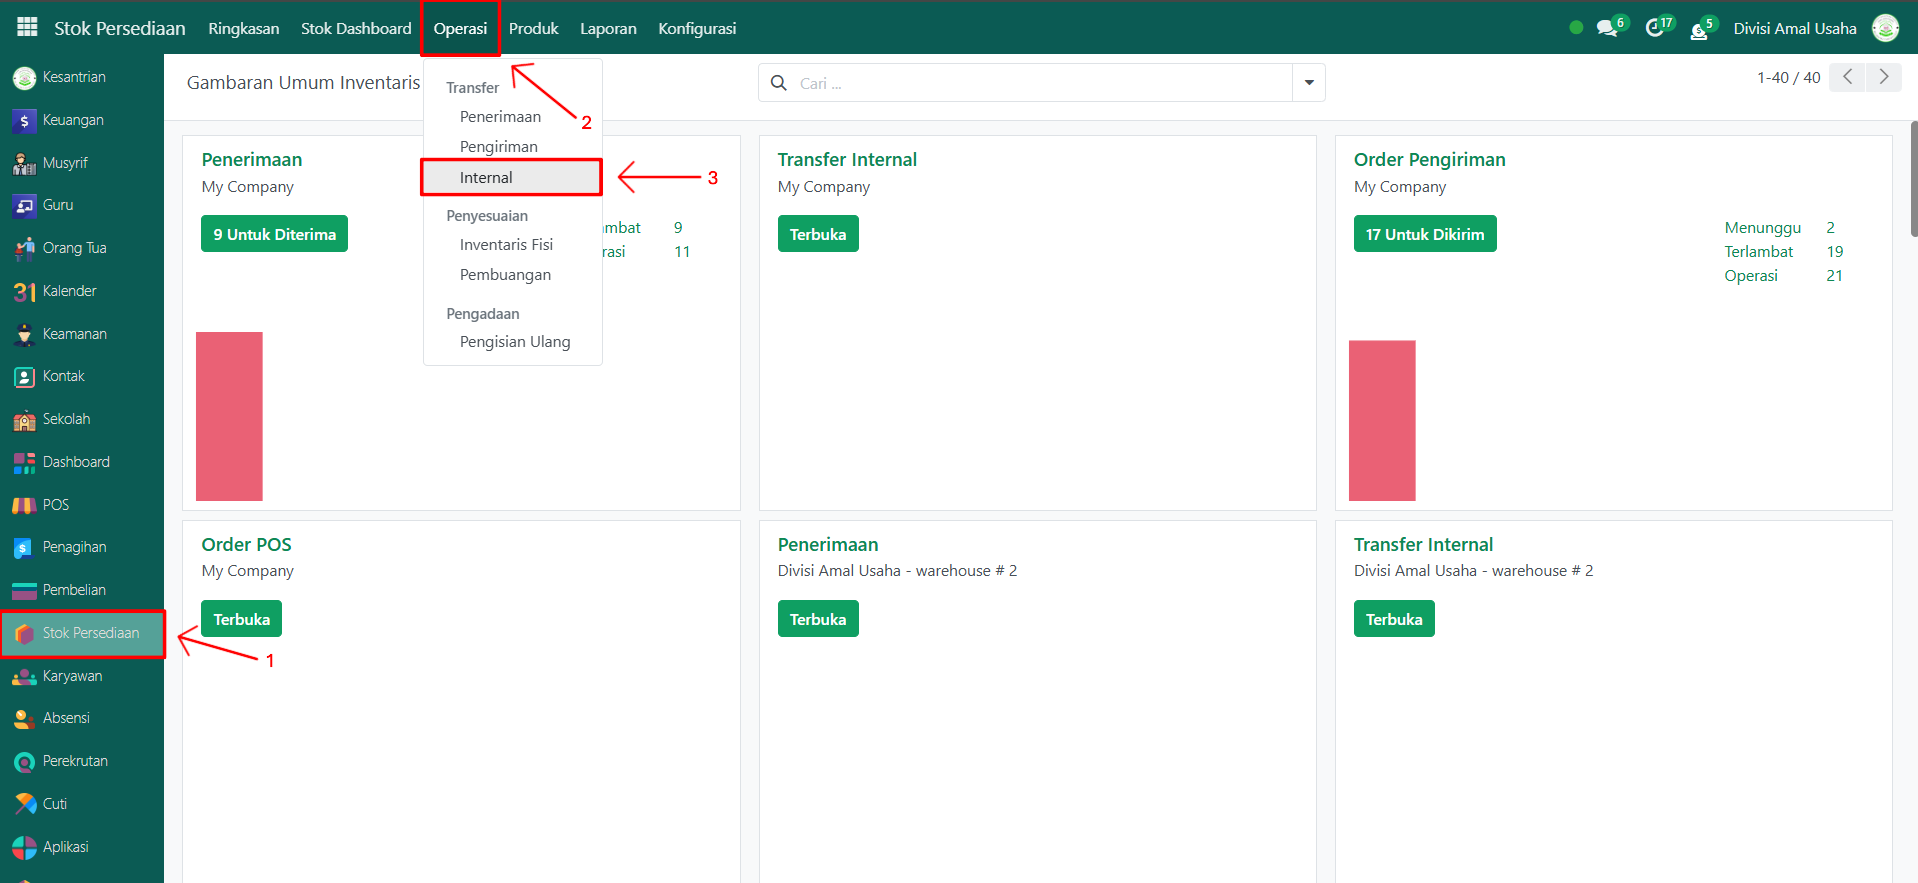 Stok Persediaan Ringkasan Stok Dashboard Operasi Produk Laporan Konfigurasi 6 17 5 Divisi Amal Usaha
Kesantrian
Keuangan
Musyrif
Guru
Orang Tua
31 Kalender
Keamanan
Kontak
Sekolah
Dashboard
POS
Penagihan
Pembelian
Stok Persediaan
Karyawan
Absensi
Perekrutan
Cuti
Aplikasi
1
Gambaran Umum Inventaris
Cari ...
1-40 / 40
Transfer
Penerimaan
Pengiriman
Internal
Penyesuaian
Inventaris Fisi
Pembuangan
Pengadaan
Pengisian Ulang
2
3
Penerimaan
My Company
9 Untuk Diterima
mbat 9
rasi 11
Transfer Internal
My Company
Terbuka
Order Pengiriman
My Company
17 Untuk Dikirim
Menunggu 2
Terlambat 19
Operasi 21
Order POS
My Company
Terbuka
Penerimaan
Divisi Amal Usaha - warehouse # 2
Terbuka
Transfer Internal
Divisi Amal Usaha - warehouse # 2
Terbuka